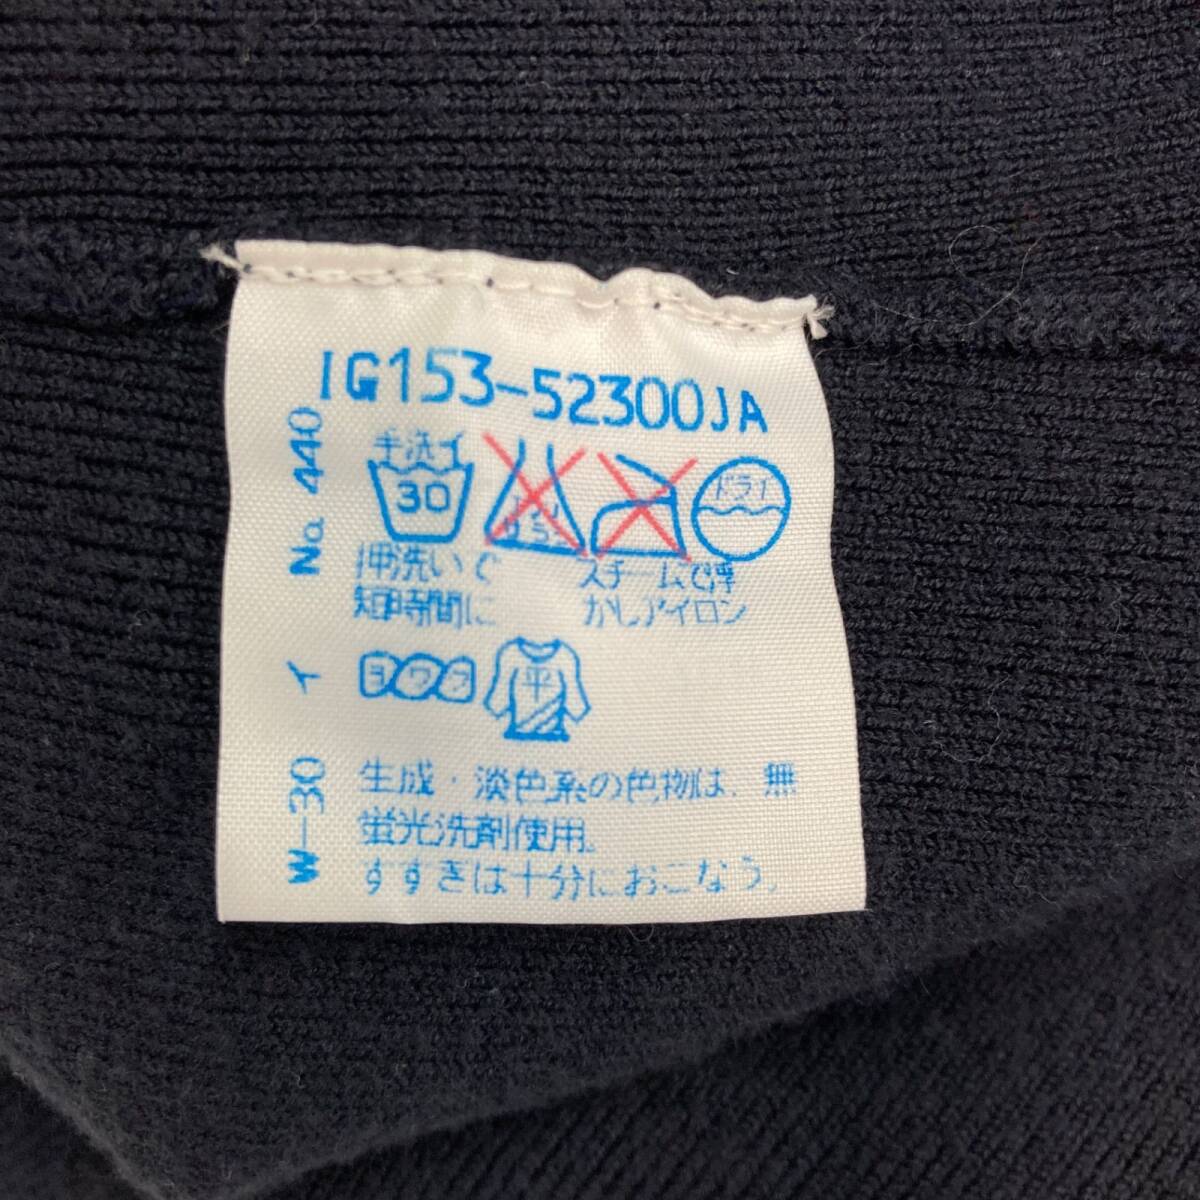 IG153-52300JA
No. 440
手洗イ
30
ドライ
押洗いで
短時間に
スチームで浮
かしアイロン
ヨワク
平
イ
W-30
生成・淡色系の色物は、無
蛍光洗剤使用。
すすぎは十分におこなう。